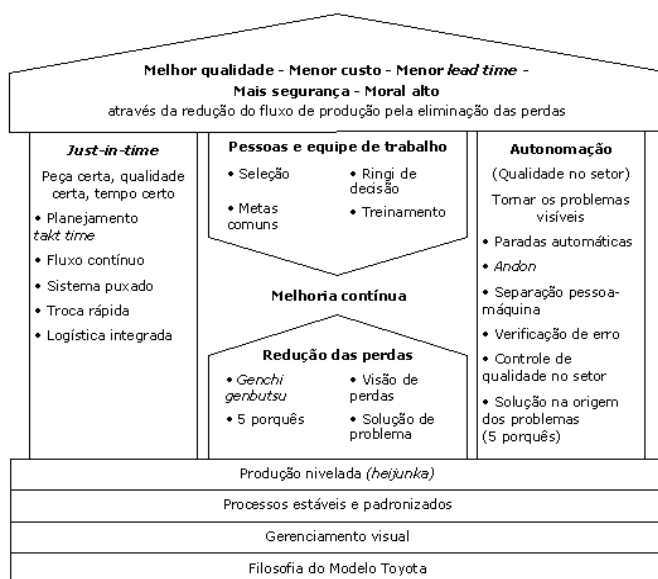 Melhor qualidade - Menor custo - Menor lead time -
Mais segurança - Moral alto
através da redução do fluxo de produção pela eliminação das perdas
Just-in-time
Peça certa, qualidade
certa, tempo certo
• Planejamento
takt time
• Fluxo contínuo
• Sistema puxado
• Troca rápida
• Logística integrada
Pessoas e equipe de trabalho
• Seleção
• Ringi de
decisão
• Metas
comuns
• Treinamento
Melhoria contínua
Redução das perdas
• Genchi
genbutsu
• Visão de
perdas
• 5 porquês
• Solução de
problema
Autonomação
(Qualidade no setor)
Tornar os problemas
visíveis
• Paradas automáticas
• Andon
• Separação pessoa-
máquina
• Verificação de erro
• Controle de
qualidade no setor
• Solução na origem
dos problemas
(5 porquês)
Produção nivelada (heijunka)
Processos estáveis e padronizados
Gerenciamento visual
Filosofia do Modelo Toyota